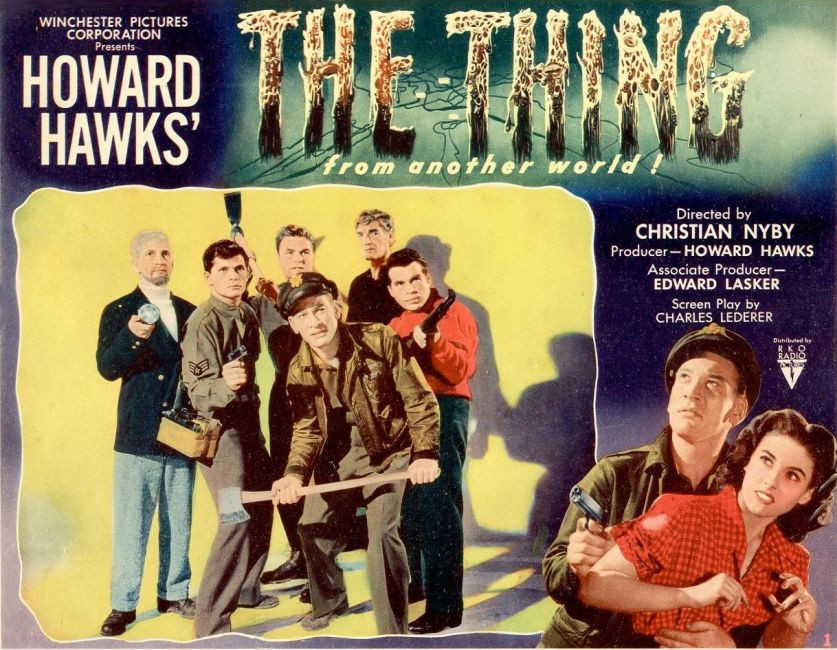 WINCHESTER PICTURES
CORPORATION
Presents
HOWARD
HAWKS'
THE THING
from another world!
Directed by
CHRISTIAN NYBY
Producer—HOWARD HAWKS
Associate Producer—
EDWARD LASKER
Screen Play by
CHARLES LEDERER
Distributed by
RKO
RADIO
1